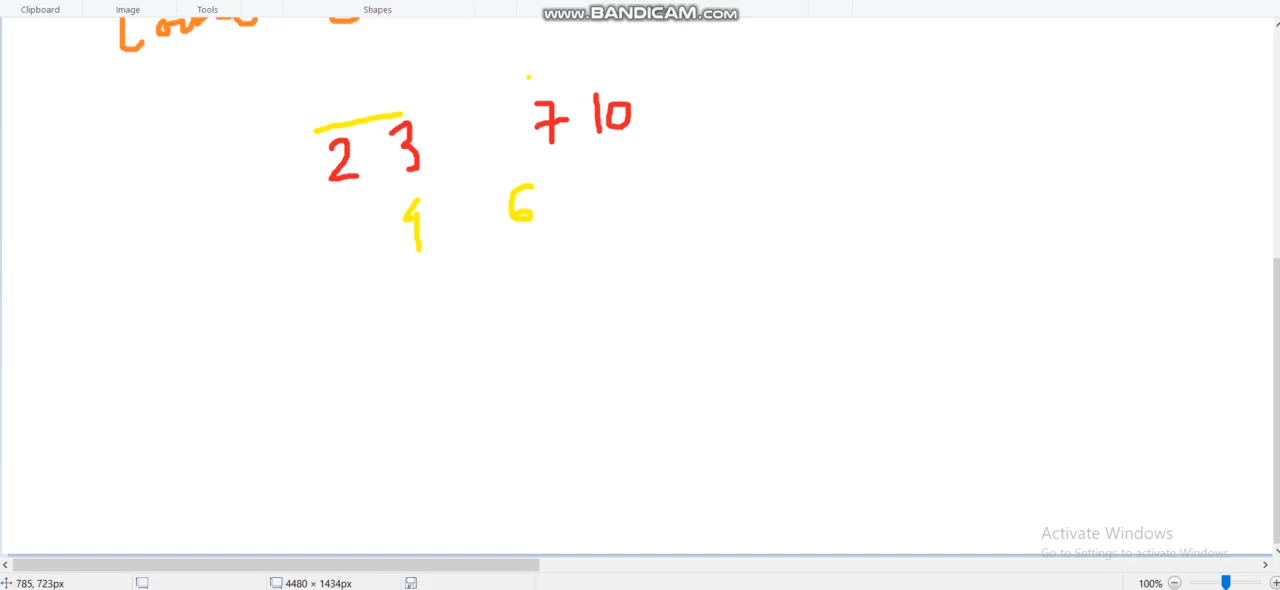 Clipboard Image Tools Shapes
www.BANDICAM.com
7 10
2 3
4 6
Activate Windows
Go to Settings to activate Windows.
785, 723px 4480 × 1434px 100%